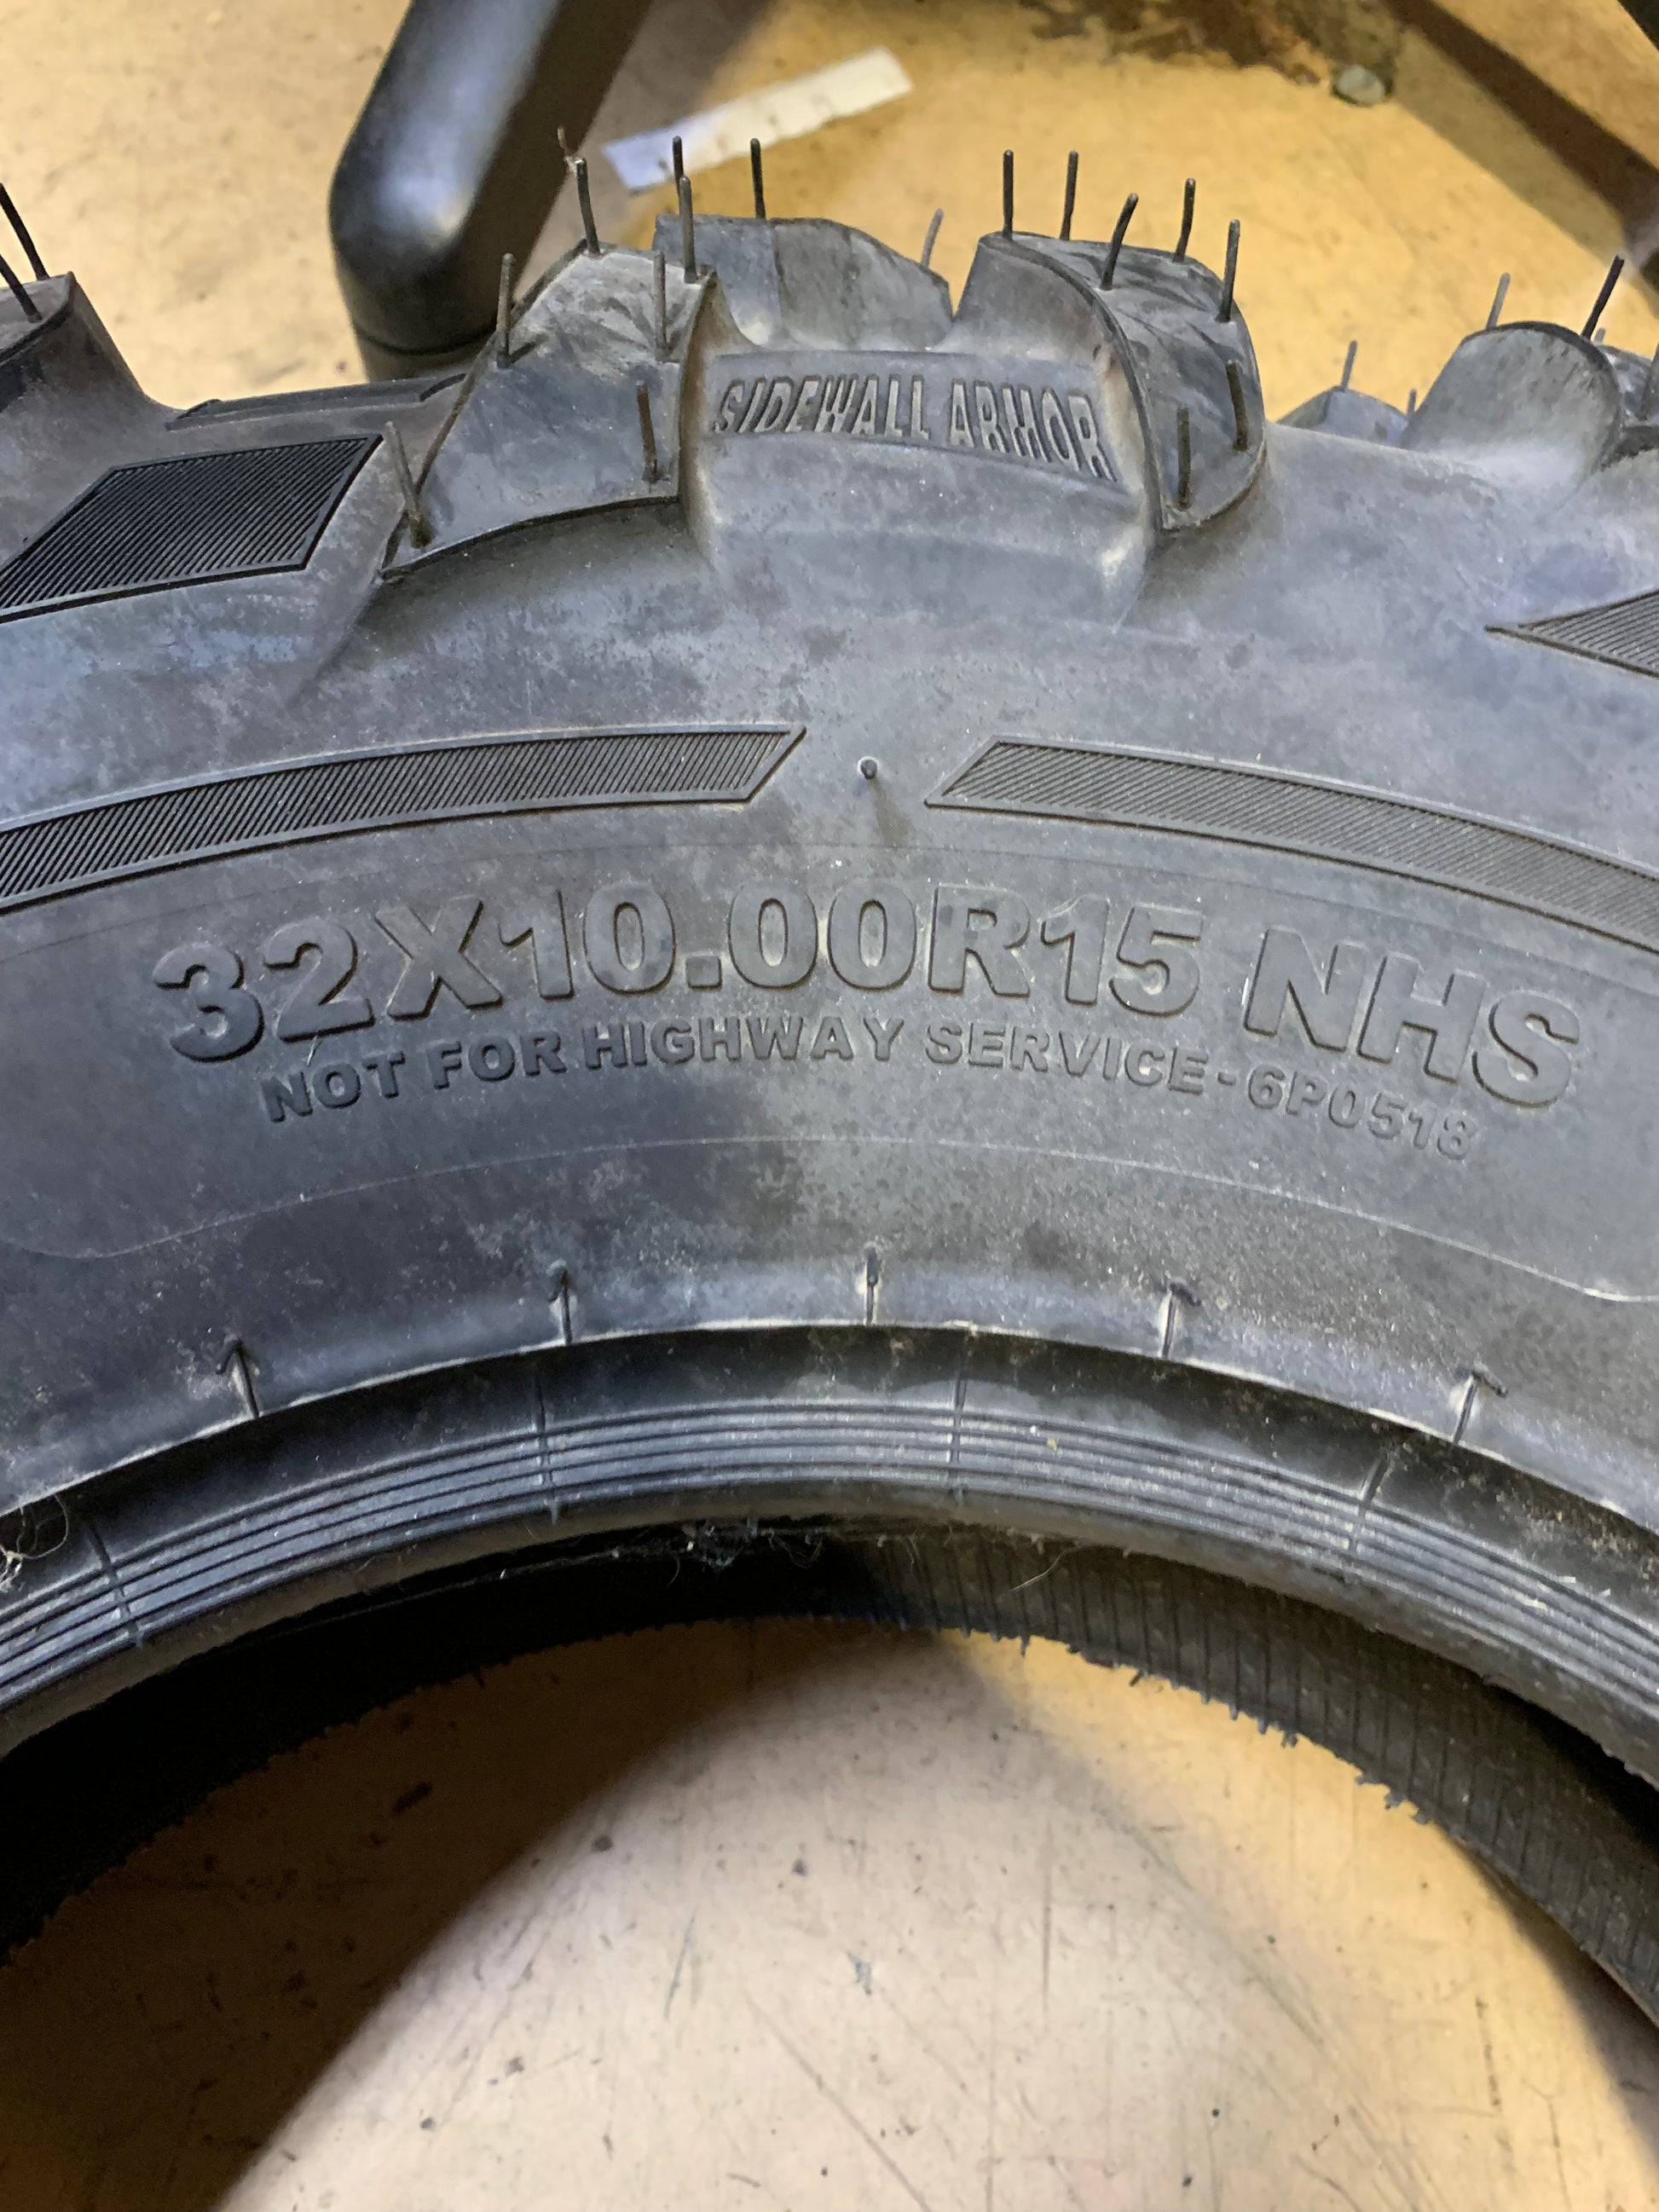 SIDEWALL ARMOR
32X10.00R15 NHS
NOT FOR HIGHWAY SERVICE - 6P0518